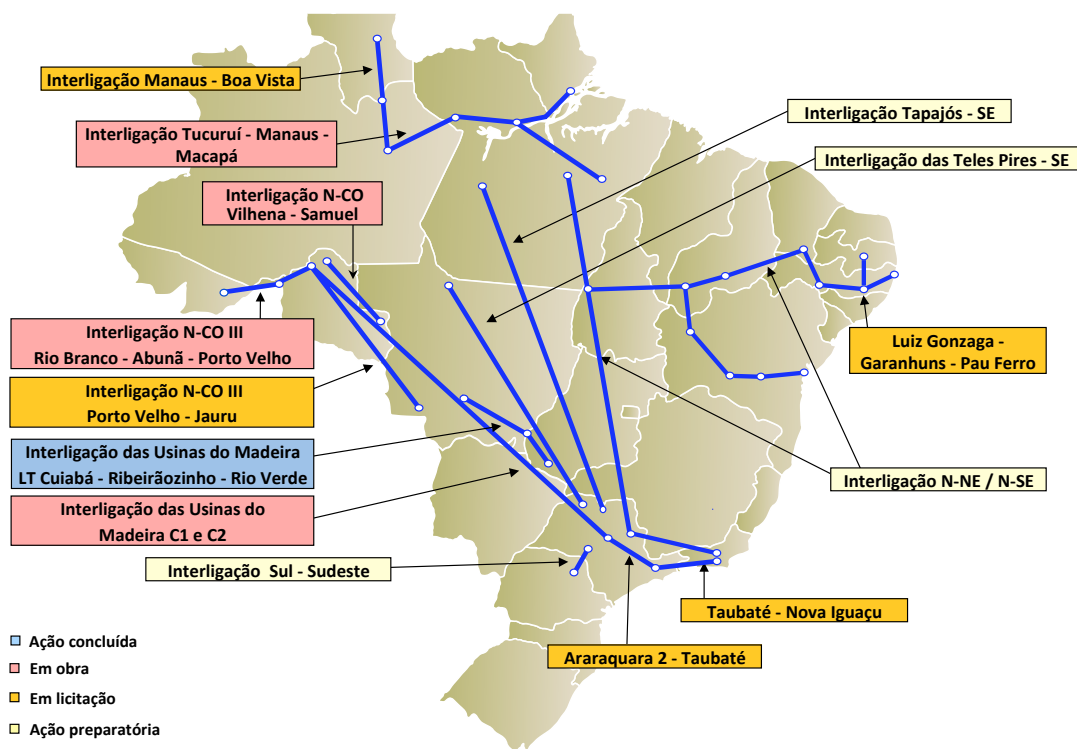 Interligação Manaus - Boa Vista
Interligação Tucuruí - Manaus -
Macapá
Interligação N-CO
Vilhena - Samuel
Interligação N-CO III
Rio Branco - Abunã - Porto Velho
Interligação N-CO III
Porto Velho - Jauru
Interligação das Usinas do Madeira
LT Cuiabá - Ribeirãozinho - Rio Verde
Interligação das Usinas do
Madeira C1 e C2
Interligação Sul - Sudeste
Interligação Tapajós - SE
Interligação das Teles Pires - SE
Luiz Gonzaga -
Garanhuns - Pau Ferro
Interligação N-NE / N-SE
Taubaté - Nova Iguaçu
Araraquara 2 - Taubaté
Ação concluída
Em obra
Em licitação
Ação preparatória